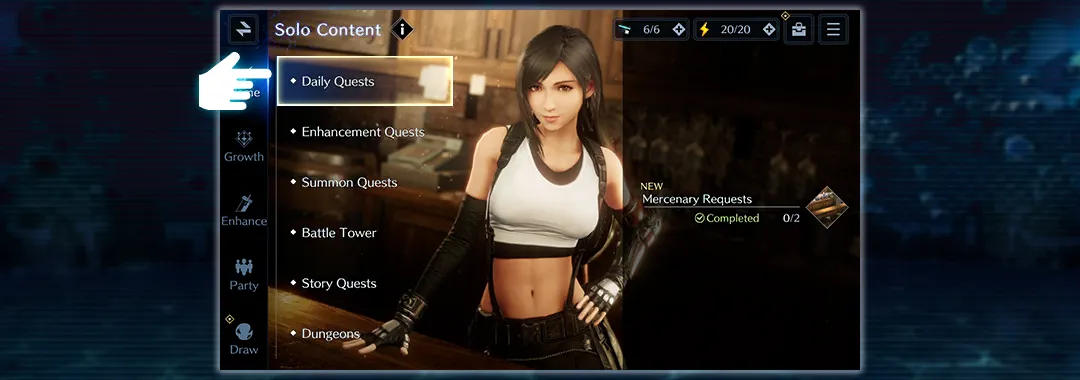 Solo Content
i
6/6
20/20
Daily Quests
me
Enhancement Quests
Growth
Summon Quests
NEW
Mercenary Requests
Completed 0/2
Enhance
Battle Tower
Party
Story Quests
Dungeons
Draw